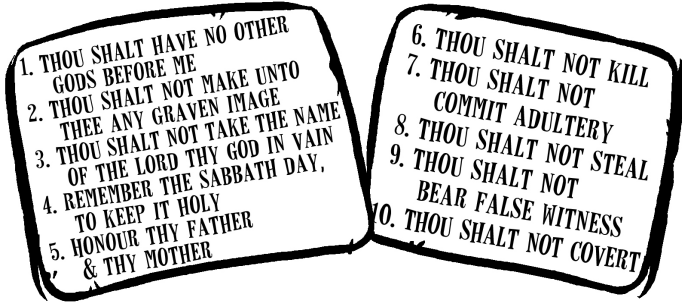 1. THOU SHALT HAVE NO OTHER
GODS BEFORE ME
2. THOU SHALT NOT MAKE UNTO
THEE ANY GRAVEN IMAGE
3. THOU SHALT NOT TAKE THE NAME
OF THE LORD THY GOD IN VAIN
4. REMEMBER THE SABBATH DAY,
TO KEEP IT HOLY
5. HONOUR THY FATHER
& THY MOTHER
6. THOU SHALT NOT KILL
7. THOU SHALT NOT
COMMIT ADULTERY
8. THOU SHALT NOT STEAL
9. THOU SHALT NOT
BEAR FALSE WITNESS
10. THOU SHALT NOT COVERT